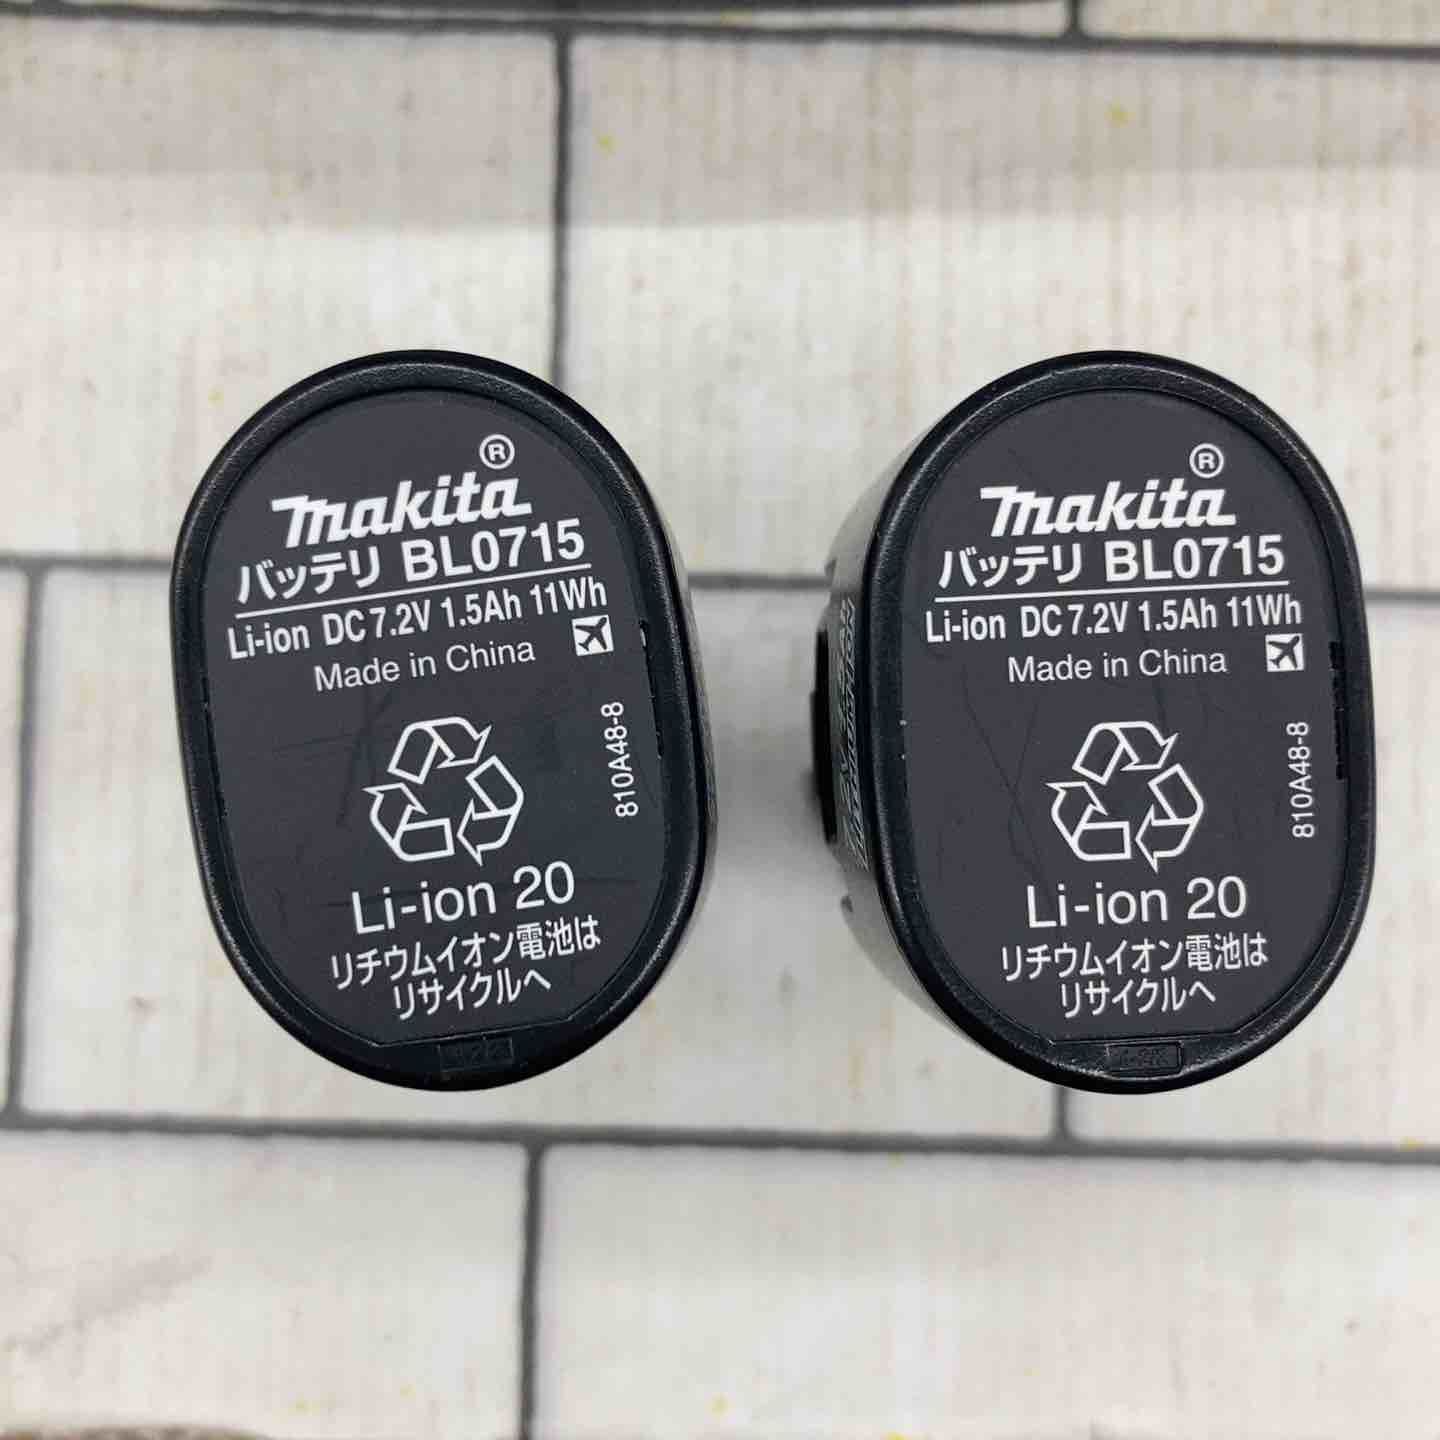 makita®
バッテリ BL0715
Li-ion DC 7.2V 1.5Ah 11Wh
Made in China
810A48-8
Li-ion 20
リチウムイオン電池は
リサイクルへ
makita®
バッテリ BL0715
Li-ion DC 7.2V 1.5Ah 11Wh
Made in China
810A48-8
Li-ion 20
リチウムイオン電池は
リサイクルへ